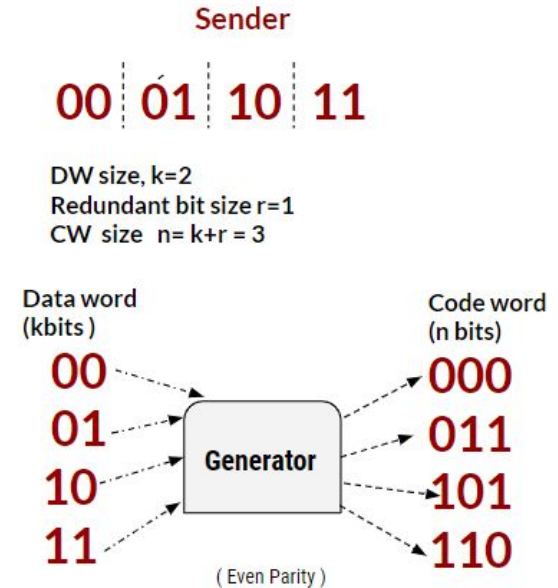 Sender
00 01 10 11
DW size, k=2
Redundant bit size r=1
CW size n= k+r = 3
Data word
(kbits )
Code word
(n bits)
00
000
01
011
Generator
10
101
11
110
( Even Parity )